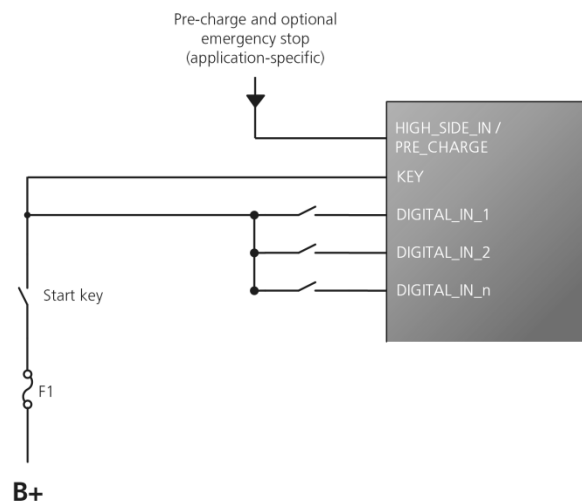 Pre-charge and optional
emergency stop
(application-specific)
HIGH_SIDE_IN /
PRE_CHARGE
KEY
DIGITAL_IN_1
DIGITAL_IN_2
DIGITAL_IN_n
Start key
F1
B+